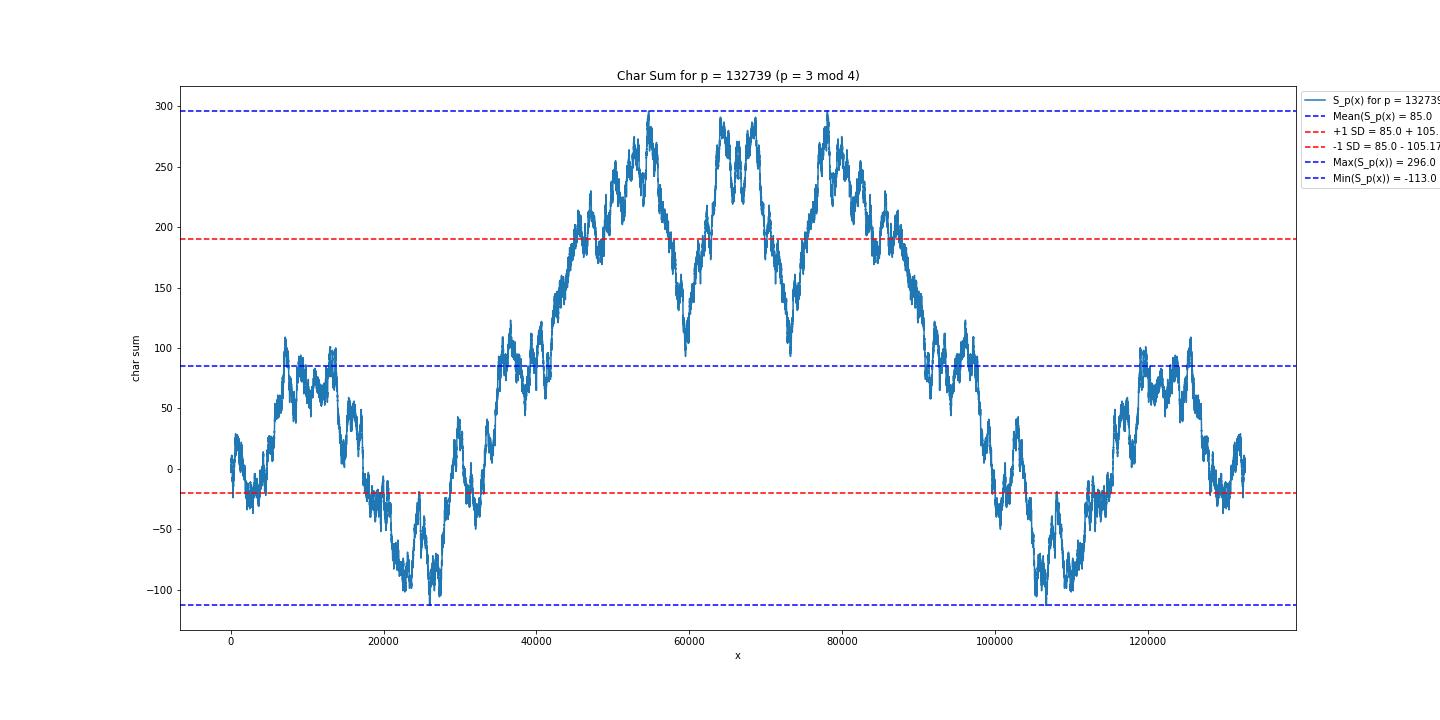 Char Sum for p = 132739 (p = 3 mod 4)
300
250
200
150
100
50
0
−50
−100
char sum
0
20000
40000
60000
80000
100000
120000
x
S_p(x) for p = 132739
Mean(S_p(x) = 85.0
+1 SD = 85.0 + 105.
-1 SD = 85.0 - 105.17
Max(S_p(x)) = 296.0
Min(S_p(x)) = -113.0